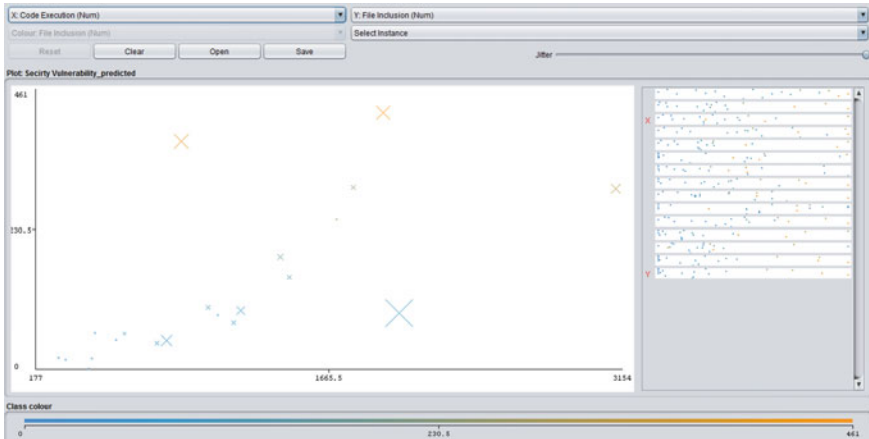 X: Code Execution (Num)
Y: File Inclusion (Num)
Colour: File Inclusion (Num)
Select Instance
Reset
Clear
Open
Save
Jitter
Plot: Secirty Vulnerability_predicted
461
230.5
0
177
1665.5
3154
X
Y
Class colour
0
230.5
461